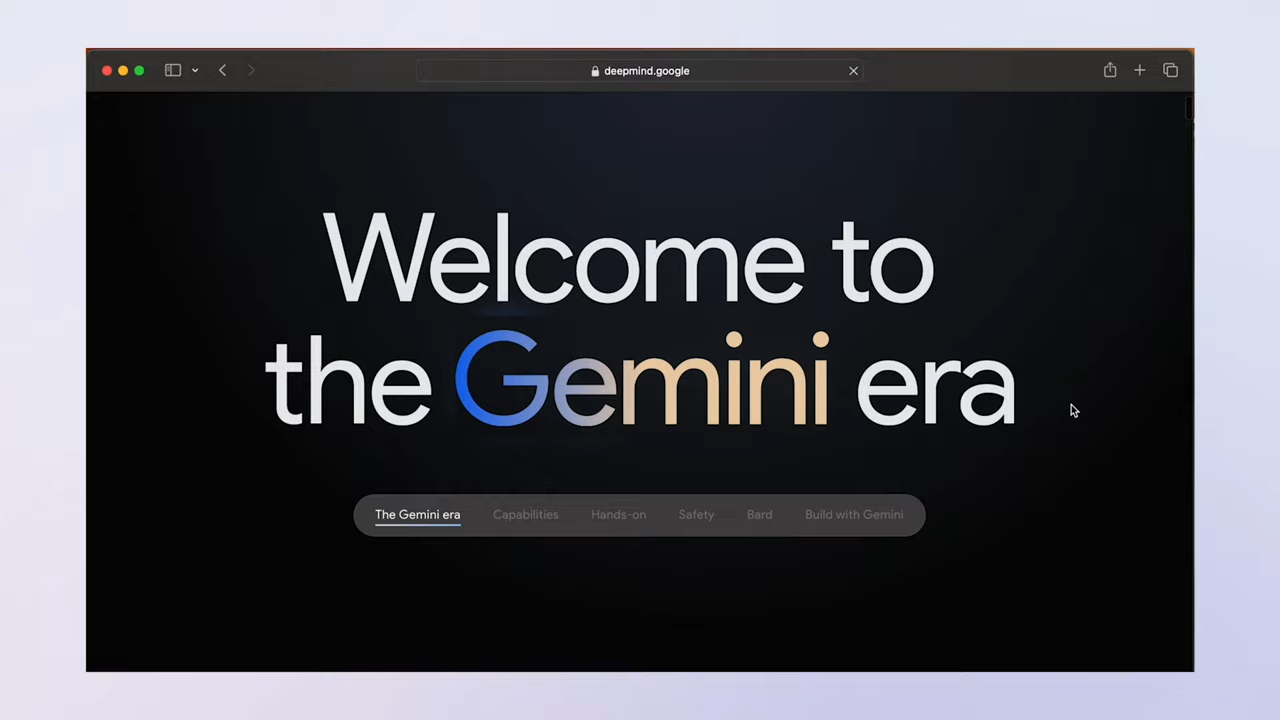 deepmind.google
Welcome to
the Gemini era
The Gemini era Capabilities Hands-on Safety Bard Build with Gemini